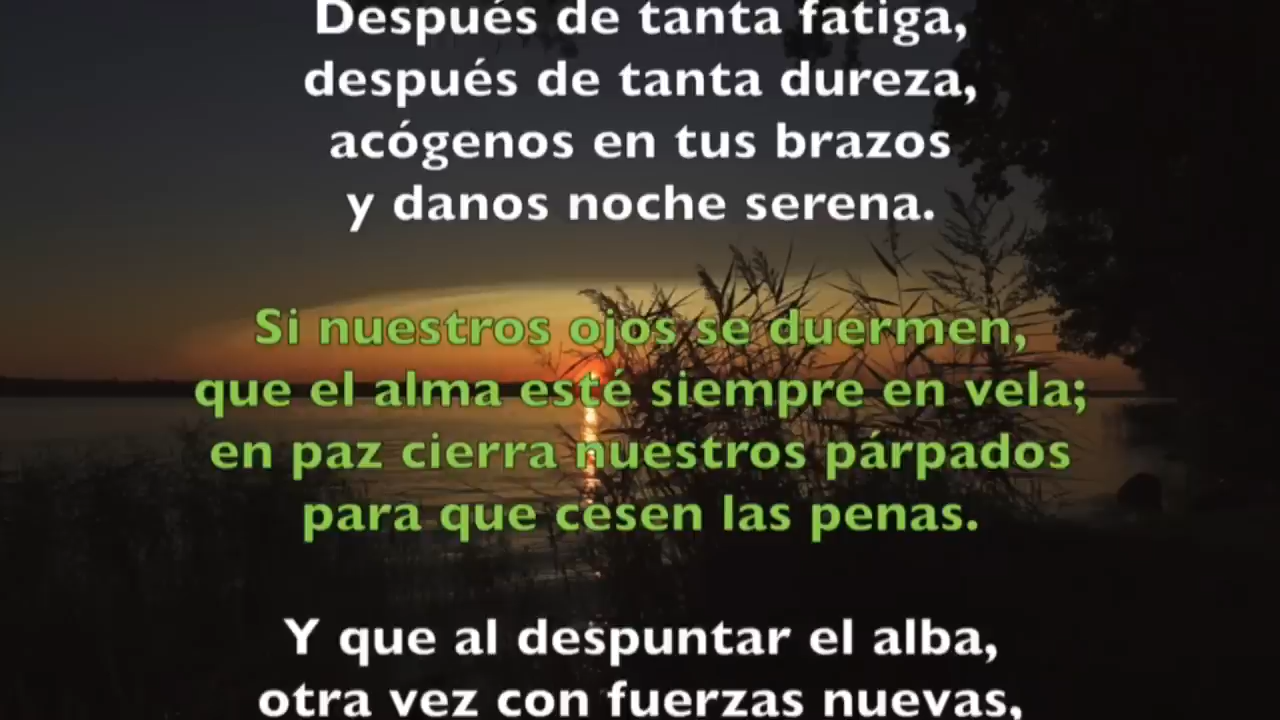 Después de tanta fatiga,
después de tanta dureza,
acógenos en tus brazos
y danos noche serena.
Si nuestros ojos se duermen,
que el alma esté siempre en vela;
en paz cierra nuestros párpados
para que cesen las penas.
Y que al despuntar el alba,
otra vez con fuerzas nuevas,